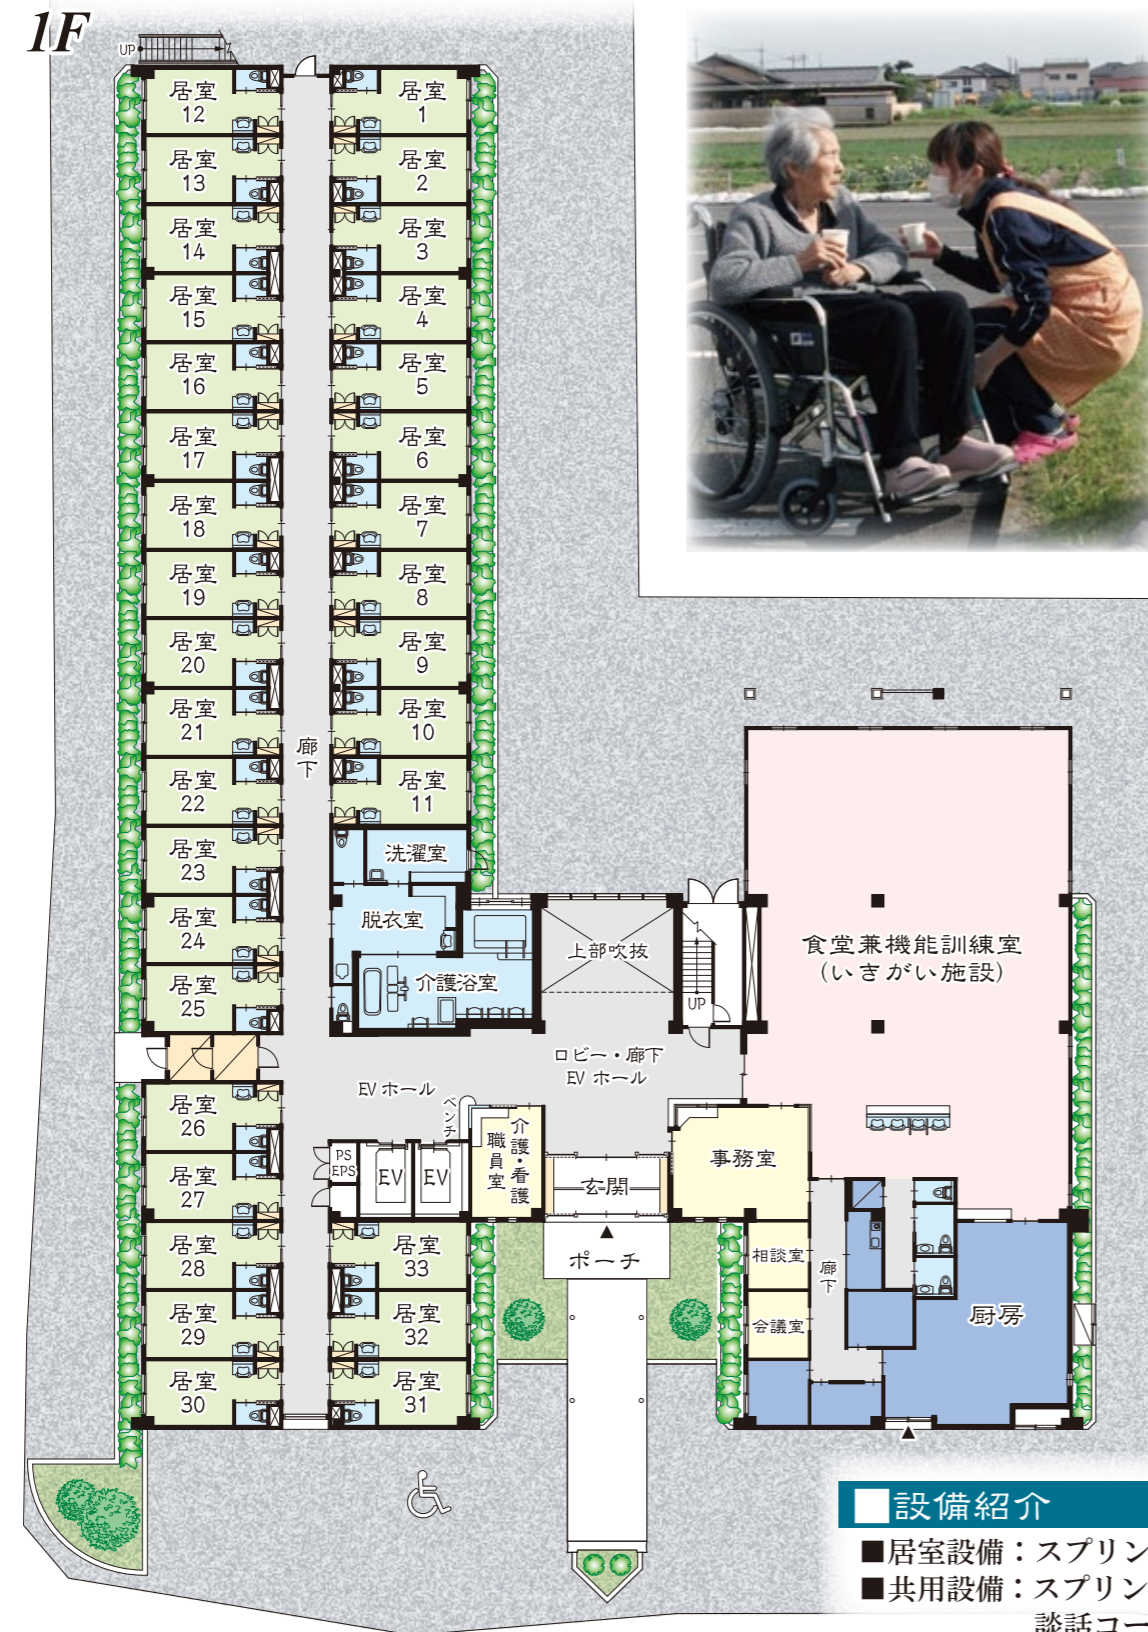 1F
UP
居室
12
居室
1
居室
13
居室
2
居室
14
居室
3
居室
15
居室
4
居室
16
居室
5
居室
17
居室
6
居室
18
居室
7
居室
19
居室
8
居室
20
居室
9
居室
21
居室
10
廊下
居室
22
居室
11
居室
23
洗濯室
居室
24
脱衣室
居室
25
介護浴室
上部吹抜
UP
食堂兼機能訓練室
(いきがい施設)
ロビー・廊下
EV ホール
EV ホール
ベンチ
居室
26
居室
27
PS
EPS
EV
EV
介護・看護
職員室
玄関
事務室
居室
28
居室
33
ポーチ
相談室
廊下
居室
29
居室
32
会議室
厨房
居室
30
居室
31
■設備紹介
■居室設備：スプリン
■共用設備：スプリン
談話コー